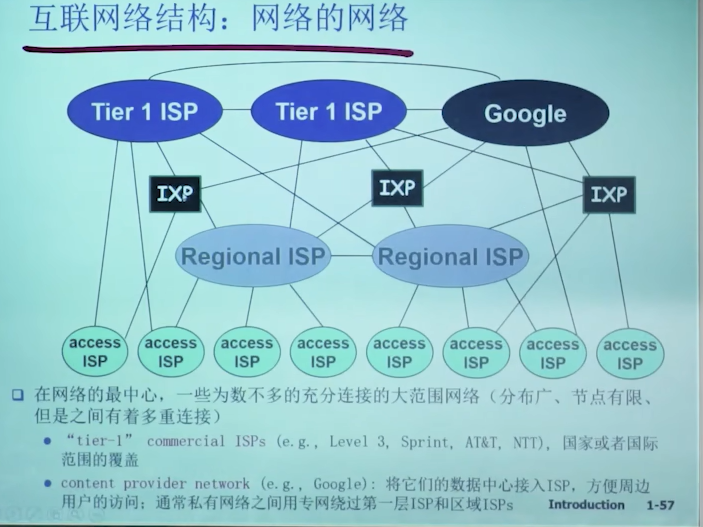 互联网络结构：网络的网络
Tier 1 ISP
Tier 1 ISP
Google
IXP
IXP
IXP
Regional ISP
Regional ISP
access ISP
access ISP
access ISP
access ISP
access ISP
access ISP
access ISP
access ISP
在网络的最中心，一些为数不多的充分连接的大范围网络（分布广、节点有限、
但是之间有着多重连接）
“tier-1” commercial ISPs (e.g., Level 3, Sprint, AT&T, NTT), 国家或者国际
范围的覆盖
content provider network (e.g., Google): 将它们的数据中心接入ISP，方便周边
用户的访问；通常私有网络之间用专网绕过第一层ISP和区域ISPs
Introduction 1-57